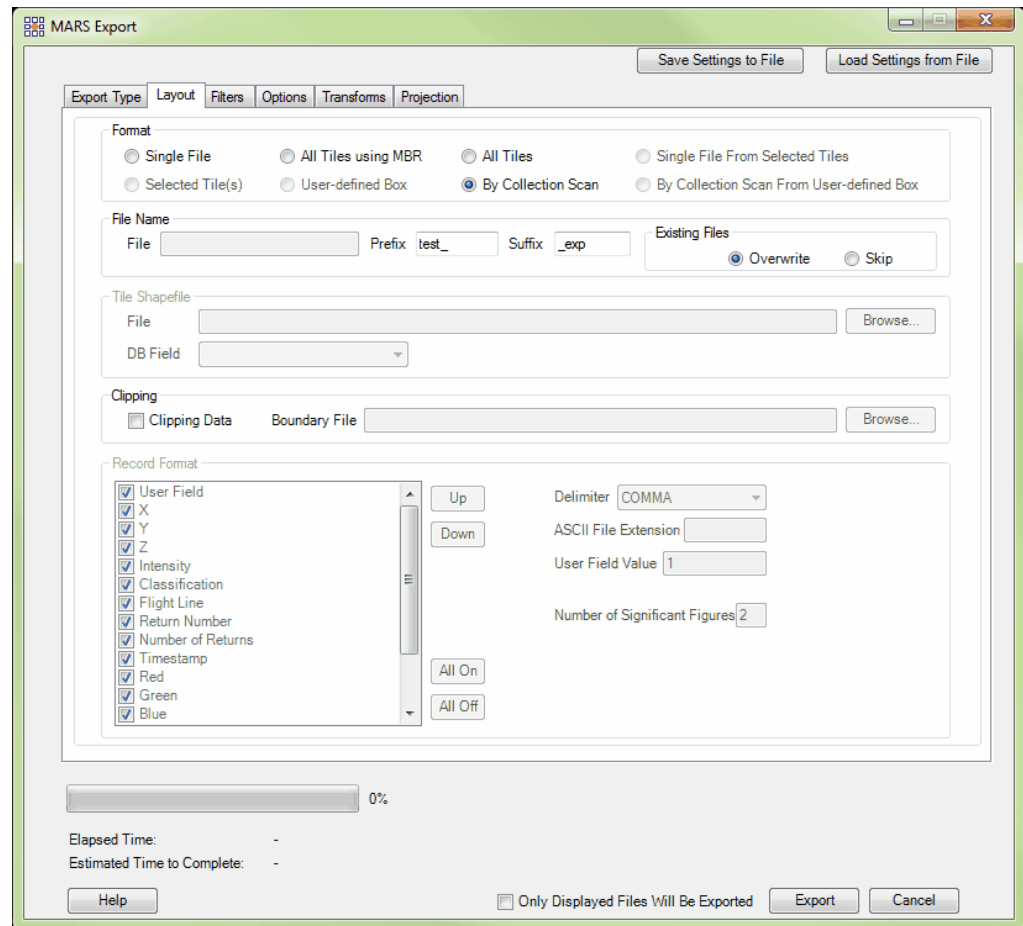 MARS Export
Save Settings to File Load Settings from File
Export Type Layout Filters Options Transforms Projection
Format
Single File All Tiles using MBR All Tiles Single File From Selected Tiles
Selected Tile(s) User-defined Box By Collection Scan By Collection Scan From User-defined Box
File Name
File Prefix test_ Suffix _exp
Existing Files
Overwrite Skip
Tile Shapefile
File Browse...
DB Field
Clipping
Clipping Data Boundary File Browse...
Record Format
User Field
X
Y
Z
Intensity
Classification
Flight Line
Return Number
Number of Returns
Timestamp
Red
Green
Blue
Up
Down
All On
All Off
Delimiter COMMA
ASCII File Extension
User Field Value 1
Number of Significant Figures 2
0%
Elapsed Time: -
Estimated Time to Complete: -
Help Only Displayed Files Will Be Exported Export Cancel